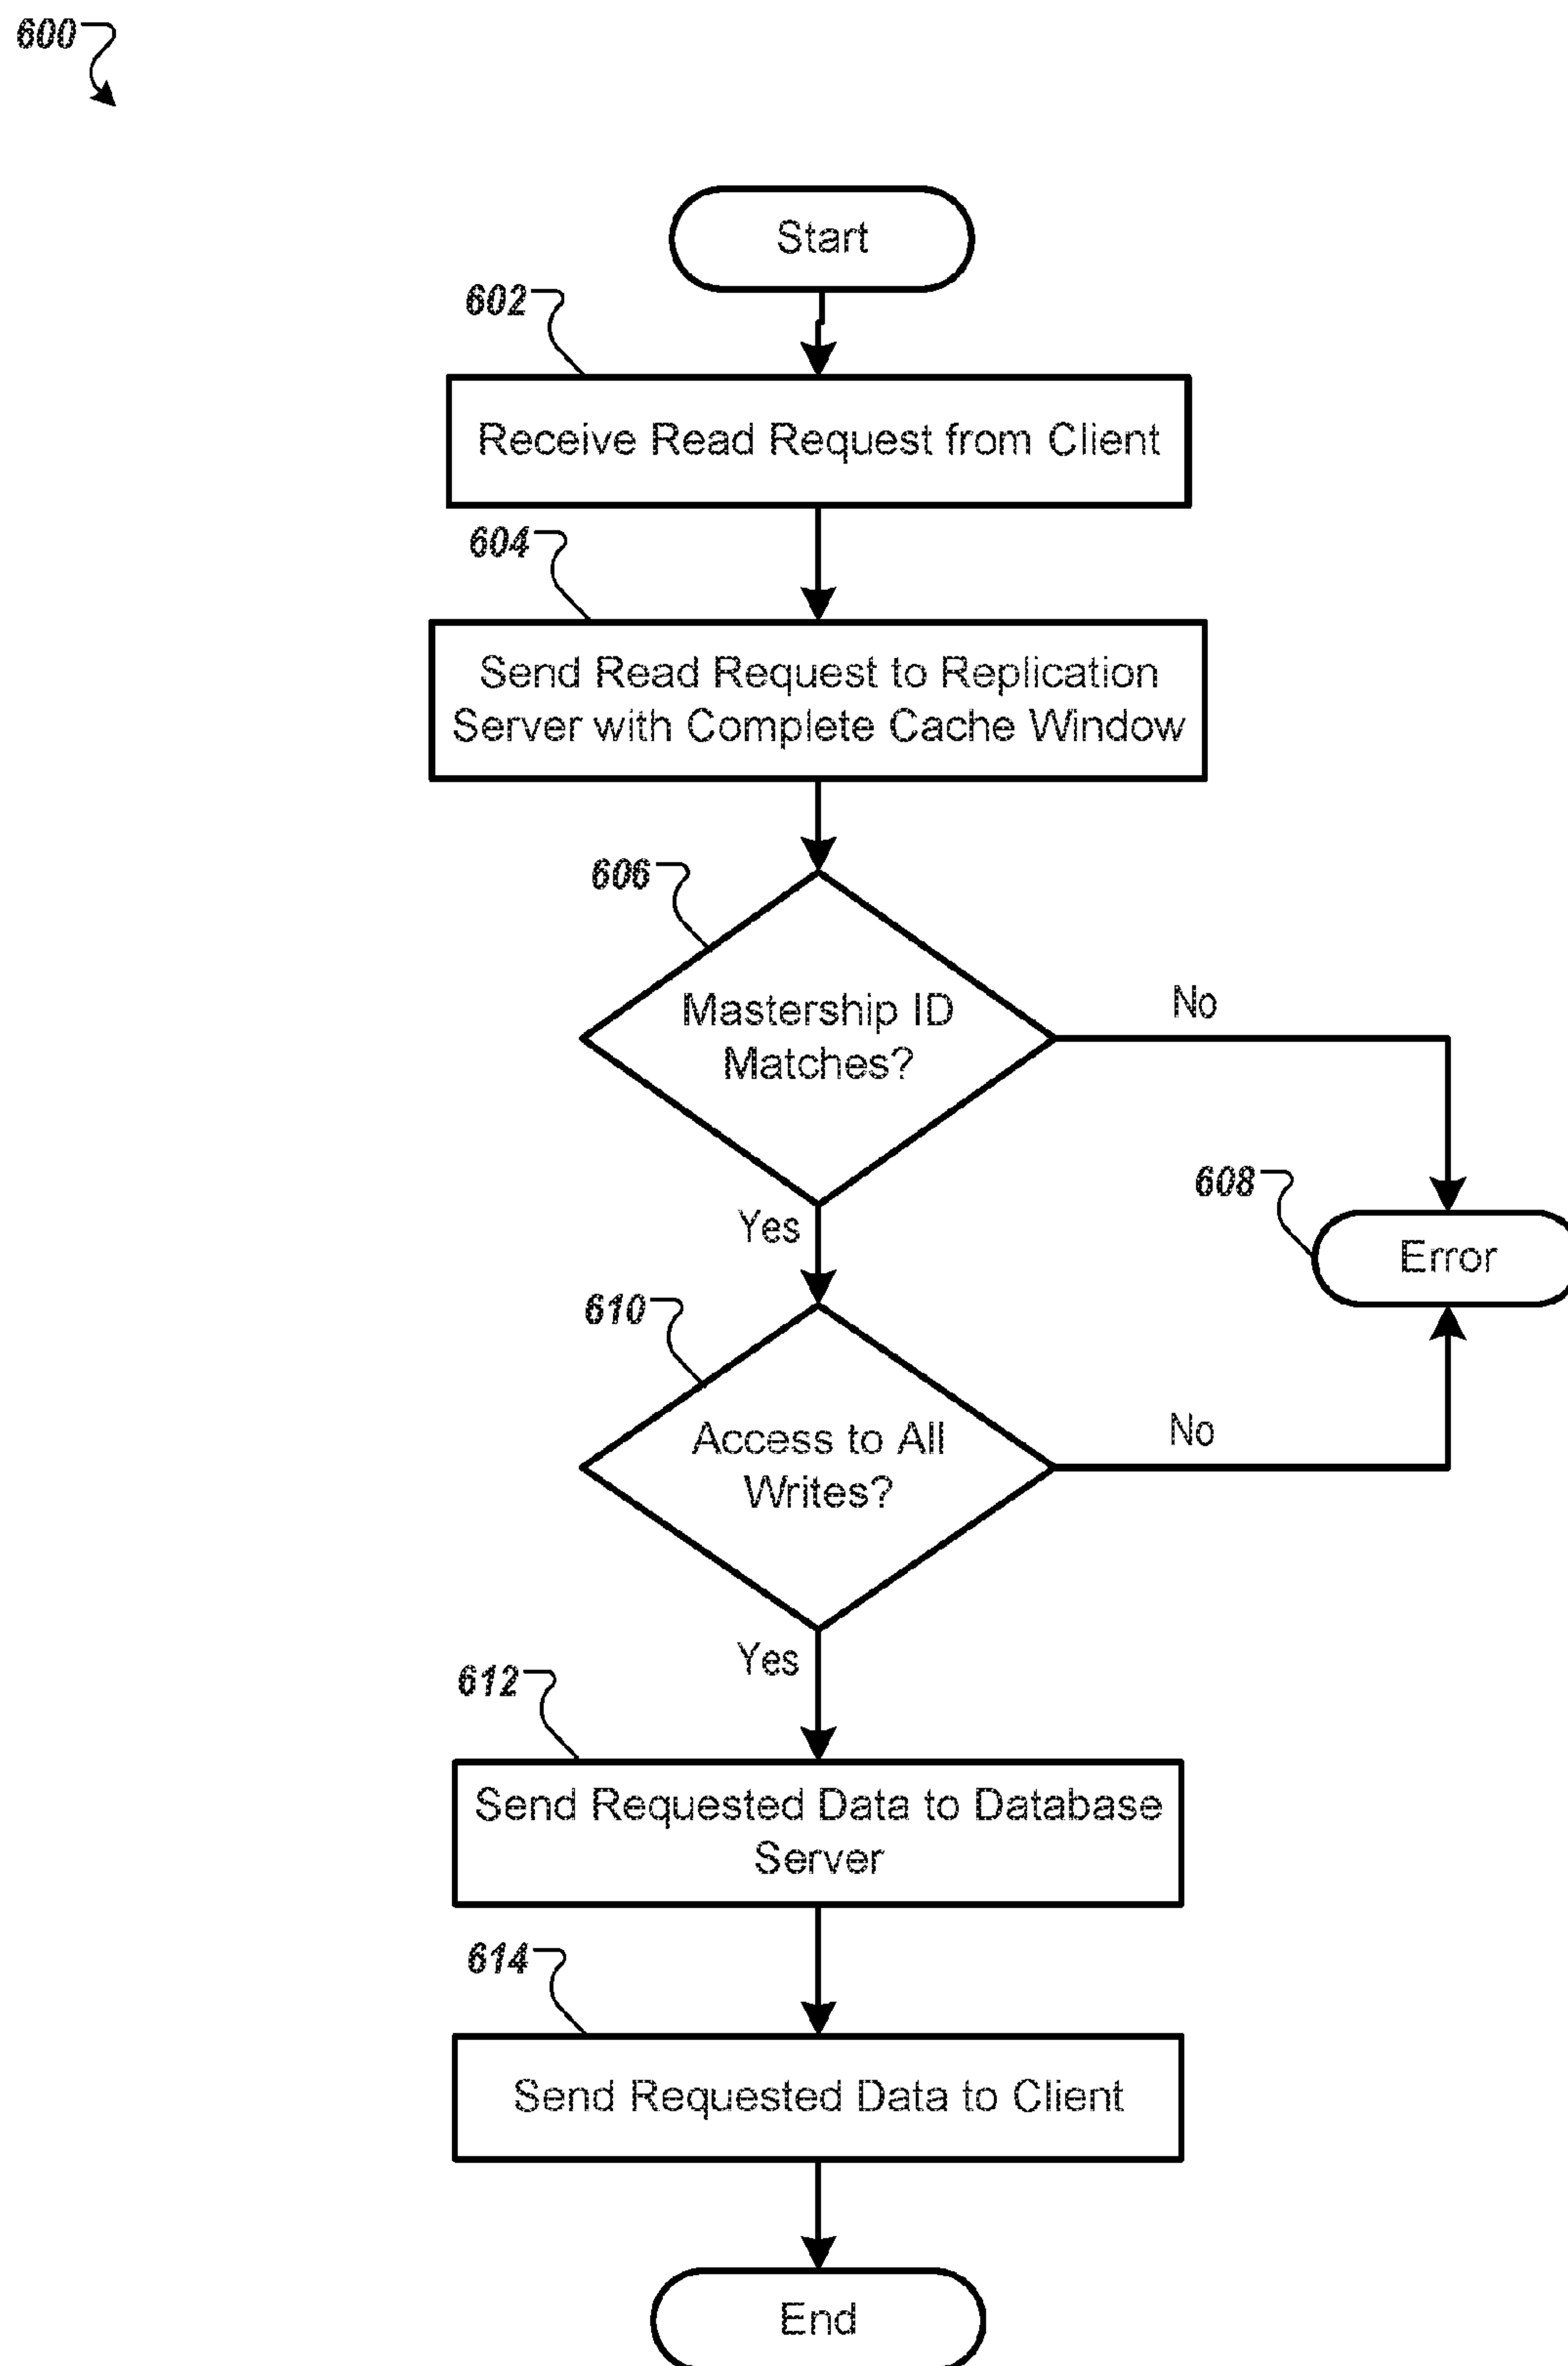 600
Start
602
Receive Read Request from Client
604
Send Read Request to Replication
Server with Complete Cache Window
606
Mastership ID
Matches?
No
Yes
608
Error
610
Access to All
Writes?
No
Yes
612
Send Requested Data to Database
Server
614
Send Requested Data to Client
End